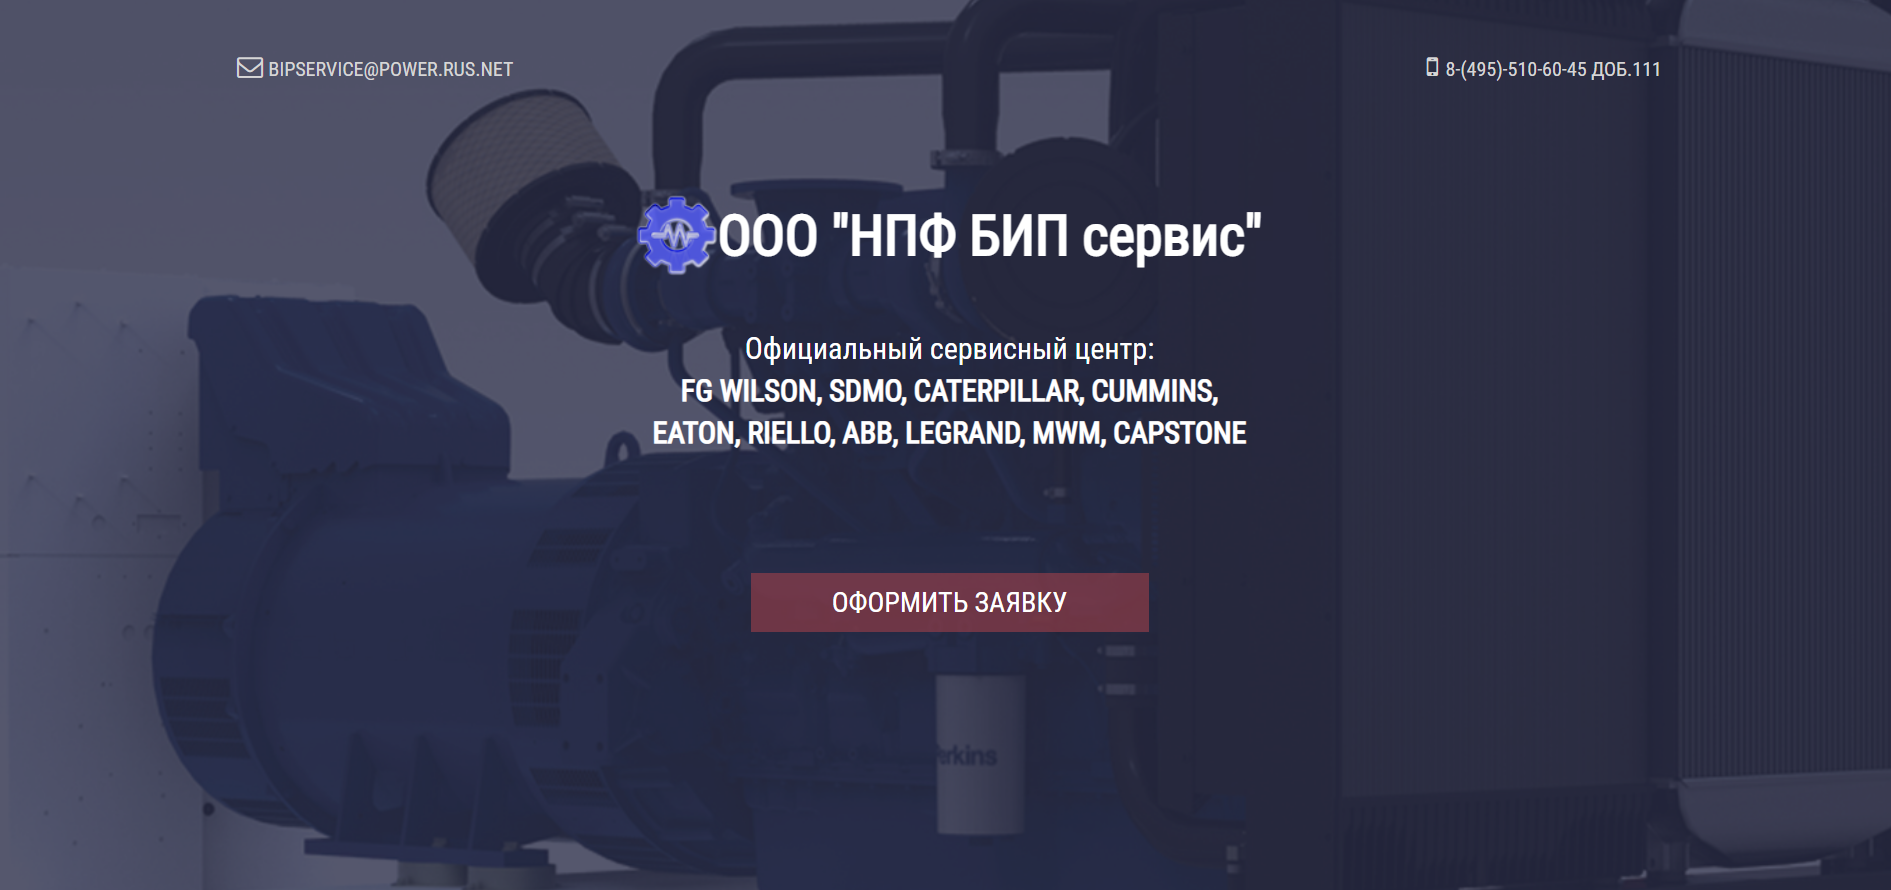 BIPSERVICE@POWER.RUS.NET
8-(495)-510-60-45 ДОБ.111
ООО "НПФ БИП сервис"
Официальный сервисный центр:
FG WILSON, SDMO, CATERPILLAR, CUMMINS,
EATON, RIELLO, ABB, LEGRAND, MWM, CAPSTONE
ОФОРМИТЬ ЗАЯВКУ
Perkins